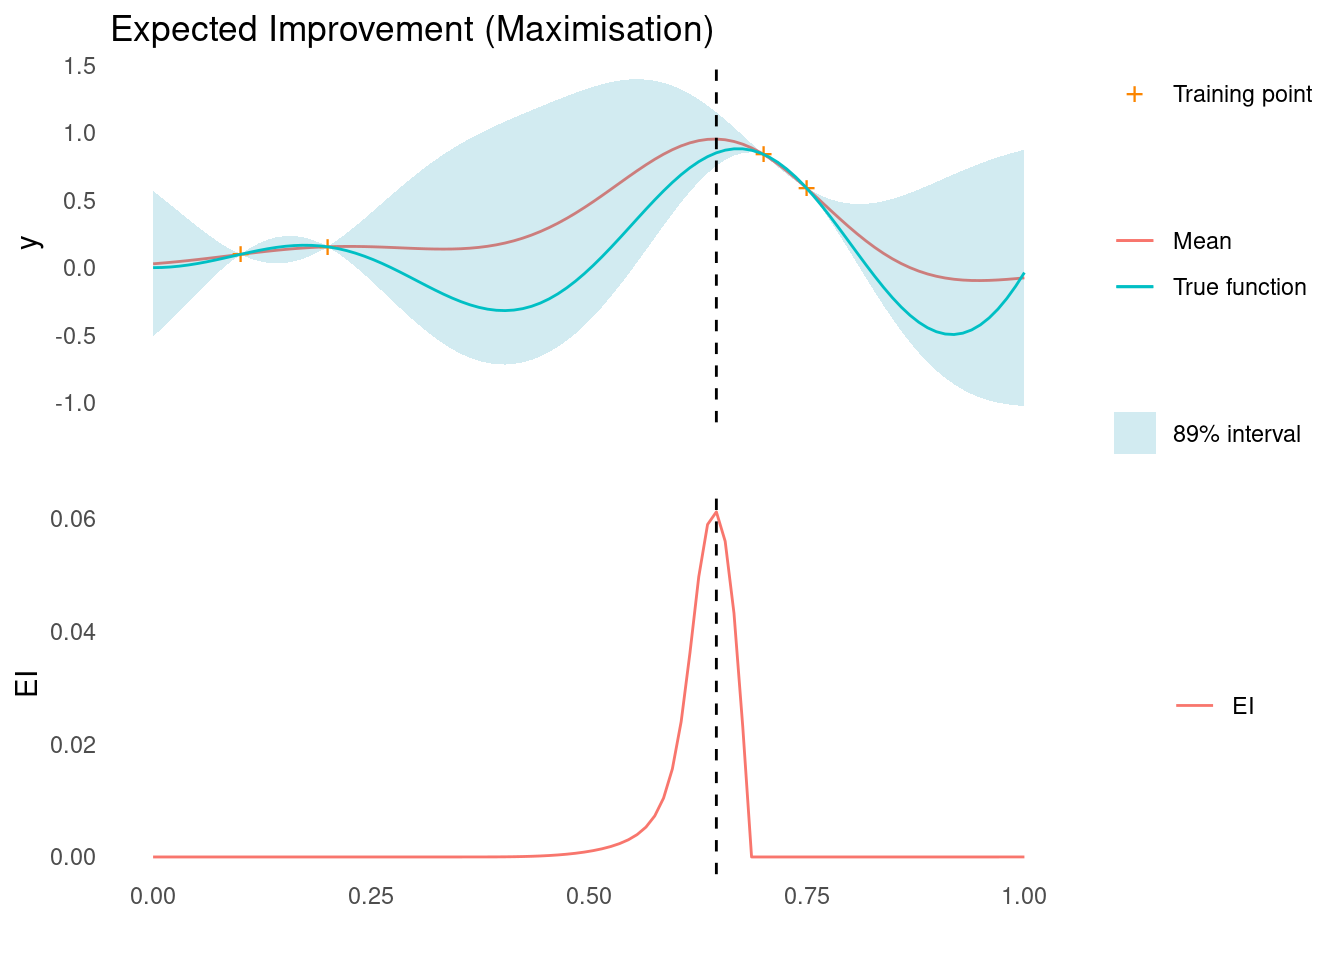 Expected Improvement (Maximisation)
1.5
1.0
0.5
0.0
-0.5
-1.0
y
Training point
Mean
True function
89% interval
0.06
0.04
0.02
0.00
EI
EI
0.00 0.25 0.50 0.75 1.00